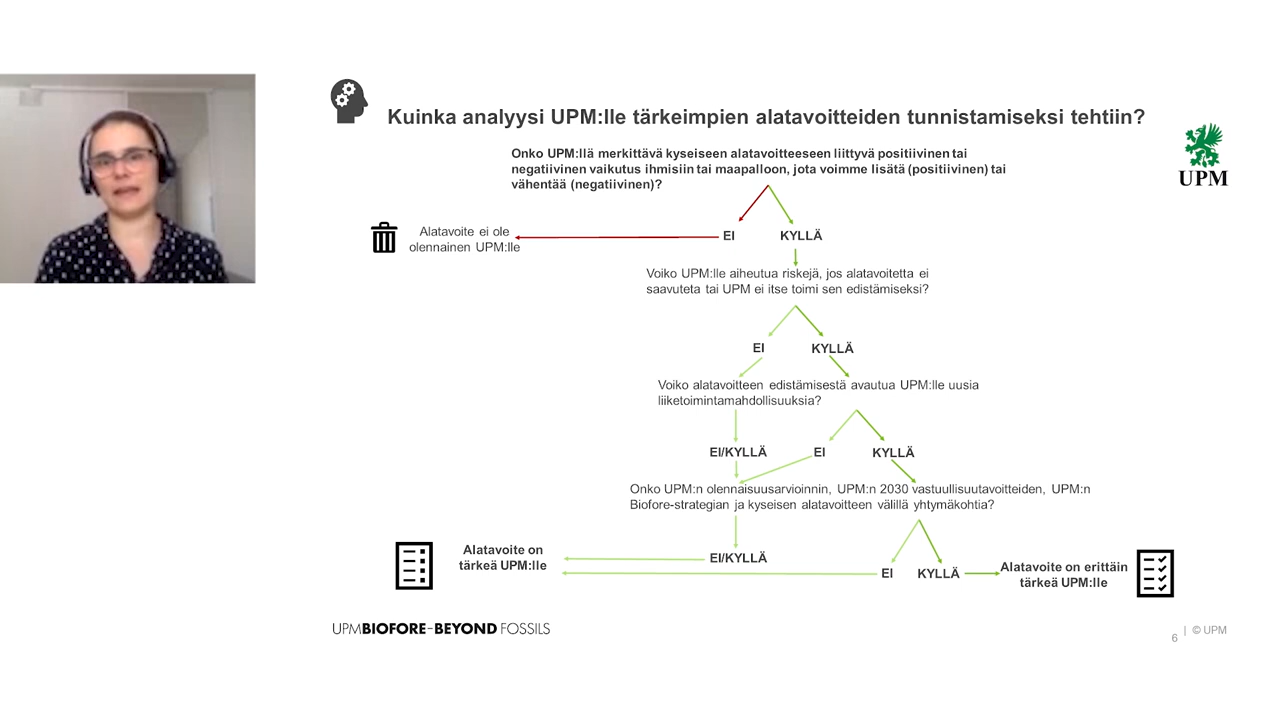 Kuinka analyysi UPM:lle tärkeimpien alatavoitteiden tunnistamiseksi tehtiin?
Onko UPM:llä merkittävä kyseiseen alatavoitteeseen liittyvä positiivinen tai
negatiivinen vaikutus ihmisiin tai maapalloon, jota voimme lisätä (positiivinen) tai
vähentää (negatiivinen)?
UPM
Alatavoite ei ole
olennainen UPM:lle
EI
KYLLÄ
Voiko UPM:lle aiheutua riskejä, jos alatavoitetta ei
saavuteta tai UPM ei itse toimi sen edistämiseksi?
EI
KYLLÄ
Voiko alatavoitteen edistämisestä avautua UPM:lle uusia
liiketoimintamahdollisuuksia?
EI/KYLLÄ
EI
KYLLÄ
Onko UPM:n olennaisuusarvioinnin, UPM:n 2030 vastuullisuutavoitteiden, UPM:n
Biofore-strategian ja kyseisen alatavoitteen välillä yhtymäkohtia?
Alatavoite on
tärkeä UPM:lle
EI/KYLLÄ
EI
KYLLÄ
Alatavoite on erittäin
tärkeä UPM:lle
UPM BIOFORE-BEYOND FOSSILS
6 | © UPM